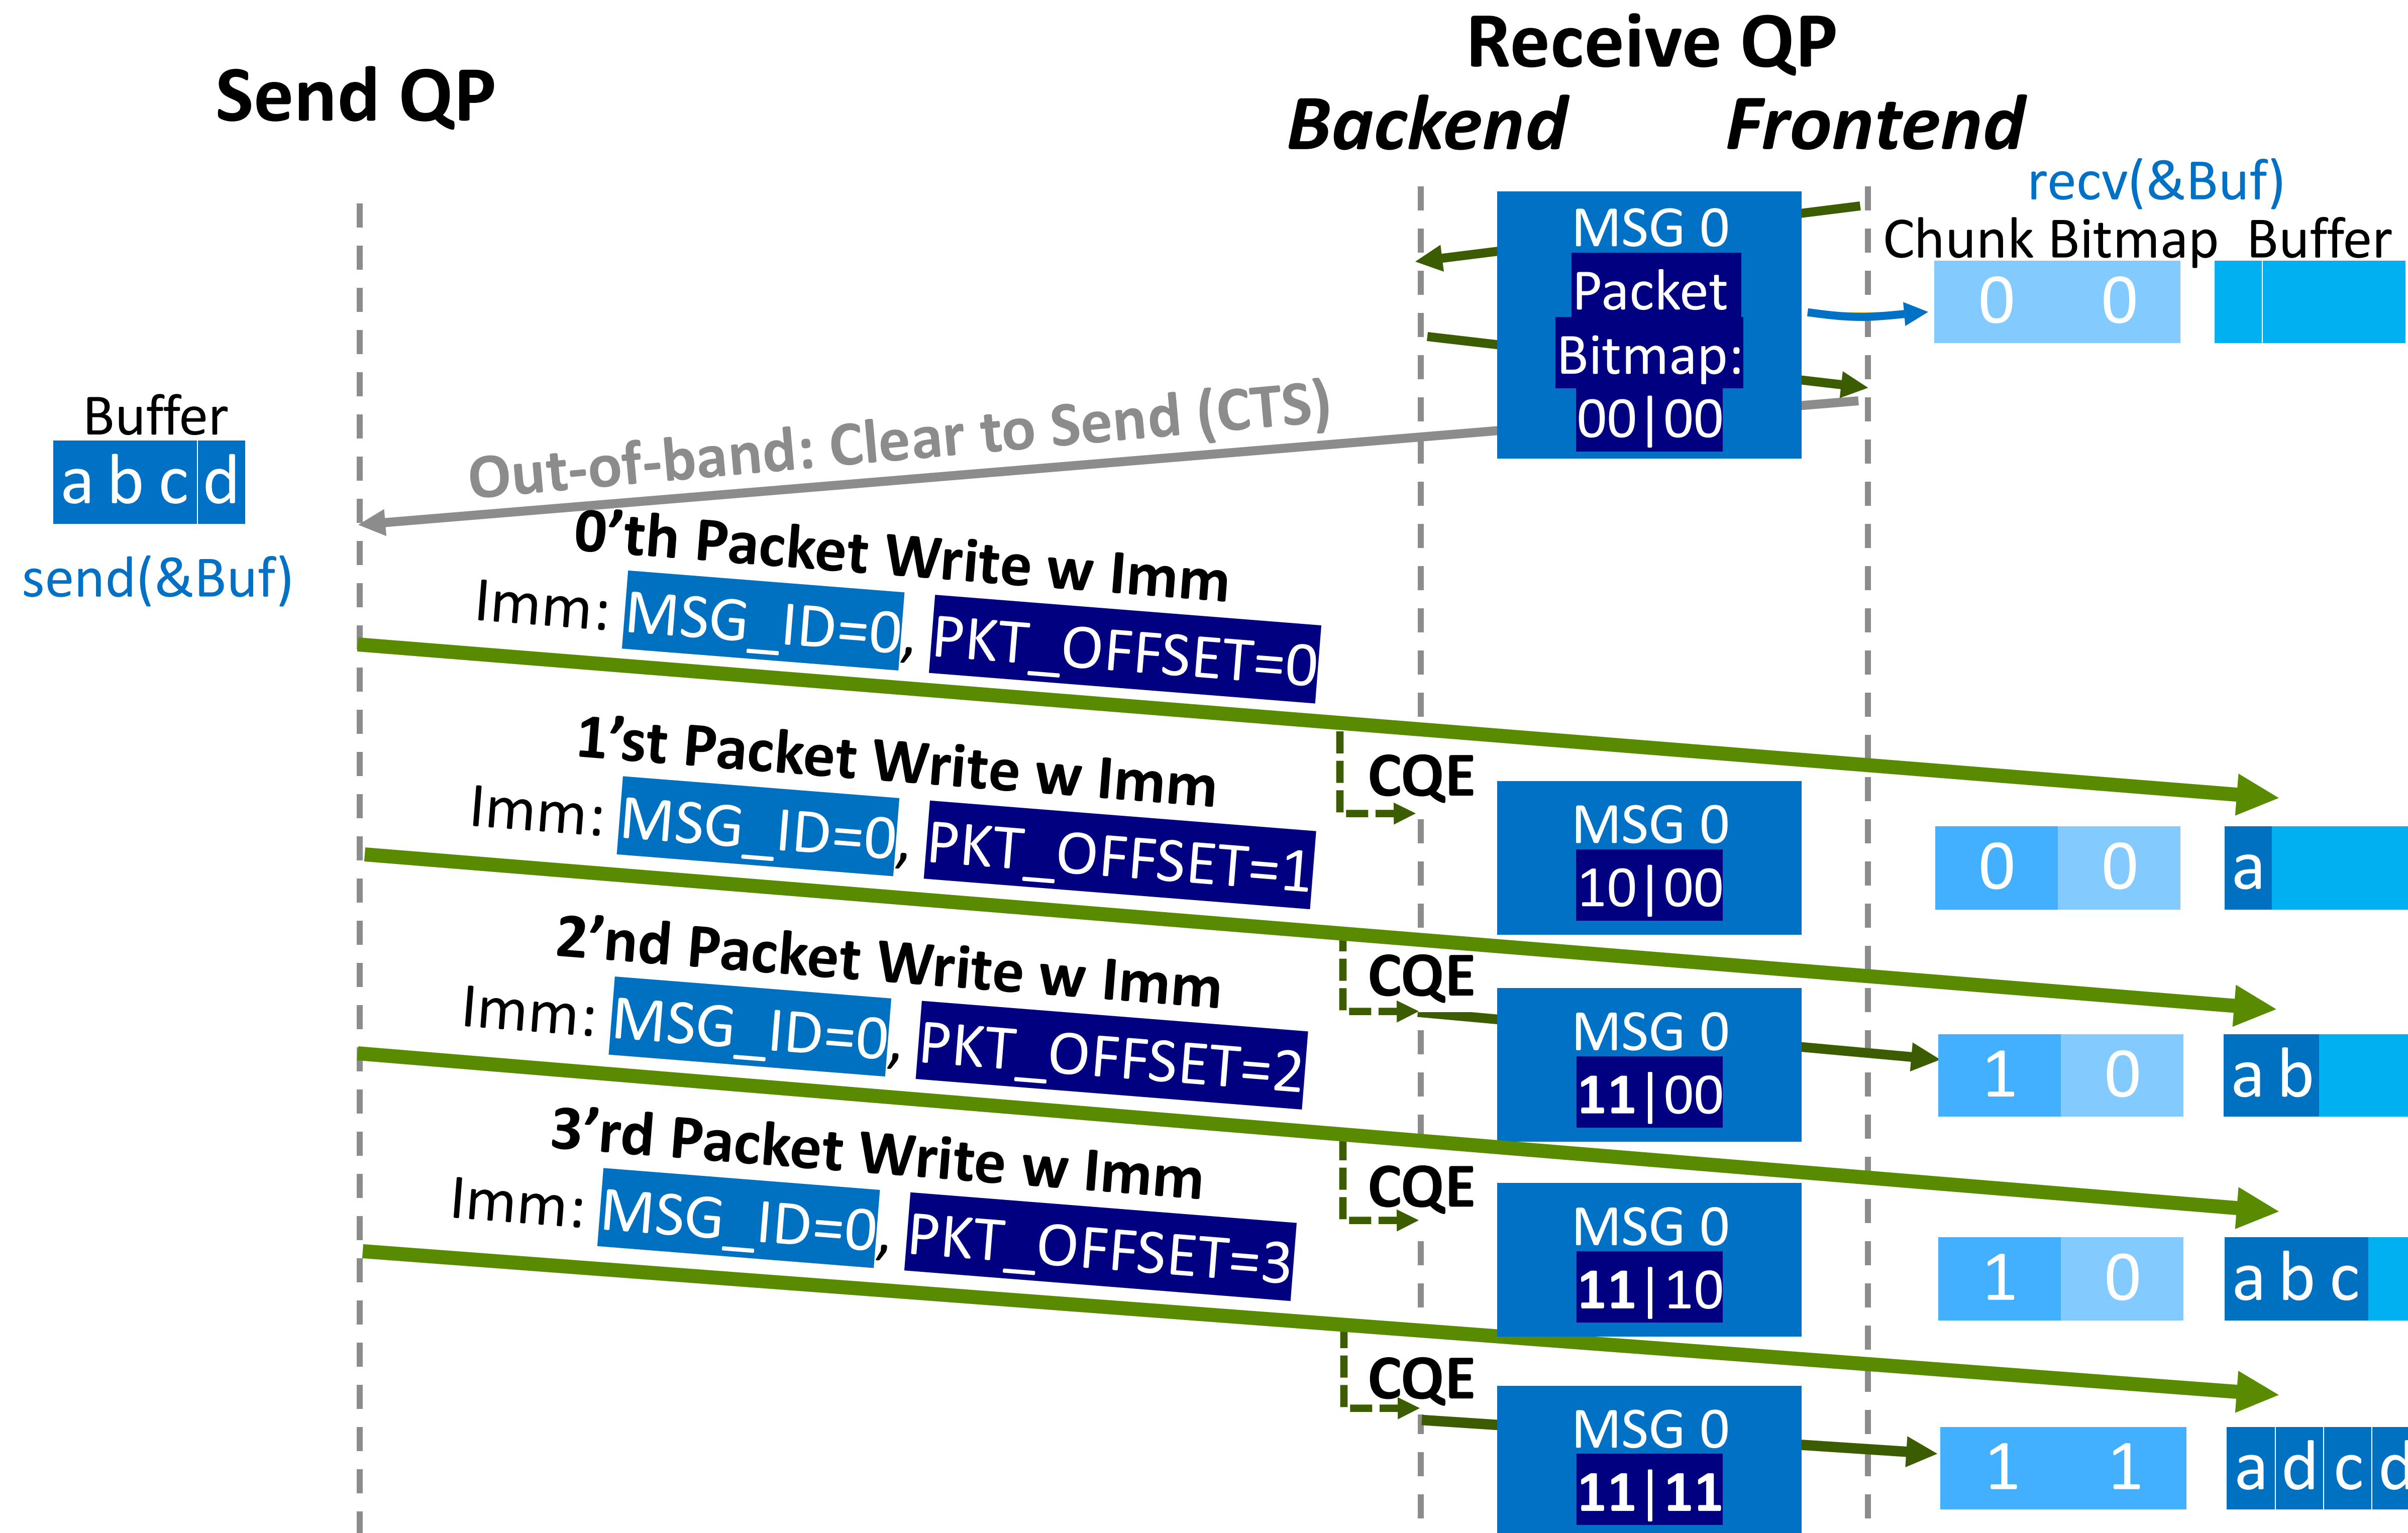 Receive QP
Send QP
Backend Frontend
recv(&Buf)
Chunk Bitmap Buffer
MSG 0
Packet
Bitmap:
00|00
0 0
Out-of-band: Clear to Send (CTS)
Buffer
a b c d
send(&Buf)
0'th Packet Write w Imm
Imm: MSG_ID=0, PKT_OFFSET=0
CQE
MSG 0
10|00
0 0
a
1'st Packet Write w Imm
Imm: MSG_ID=0, PKT_OFFSET=1
CQE
MSG 0
11|00
1 0
a b
2'nd Packet Write w Imm
Imm: MSG_ID=0, PKT_OFFSET=2
CQE
MSG 0
11|10
1 0
a b c
3'rd Packet Write w Imm
Imm: MSG_ID=0, PKT_OFFSET=3
CQE
MSG 0
11|11
1 1
a d c d